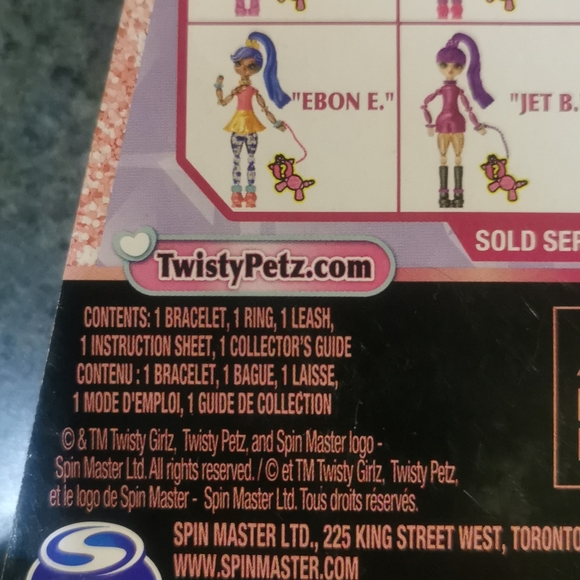 "EBON E."
"JET B.
SOLD
TwistyPetz.com
CONTENTS: 1 BRACELET, 1 RING, 1 LEASH,
1 INSTRUCTION SHEET, 1 COLLECTOR'S GUIDE
CONTENU : 1 BRACELET, 1 BAGUE, 1 LAISSE,
1 MODE D'EMPLOI, 1 GUIDE DE COLLECTION
© & TM Twisty Girlz, Twisty Petz, and Spin Master logo -
Spin Master Ltd. All rights reserved. / © et TM Twisty Girlz, Twisty Petz,
et le logo de Spin Master - Spin Master Ltd. Tous droits réservés.
SPIN MASTER LTD., 225 KING STREET WEST, TORONTO
WWW.SPINMASTER.COM